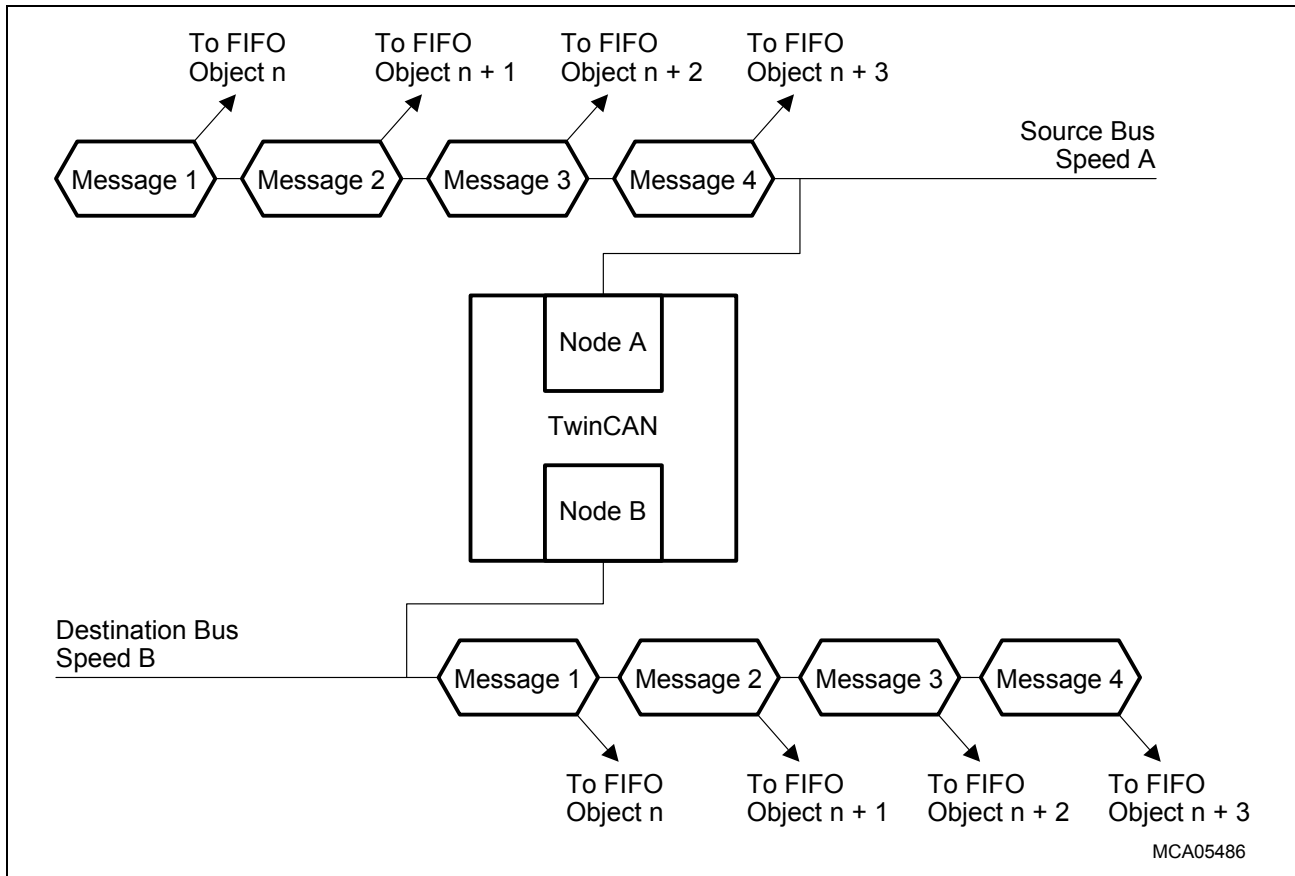 To FIFO
Object n
To FIFO
Object n + 1
To FIFO
Object n + 2
To FIFO
Object n + 3
Source Bus
Speed A
Message 1
Message 2
Message 3
Message 4
Node A
TwinCAN
Node B
Destination Bus
Speed B
Message 1
Message 2
Message 3
Message 4
To FIFO
Object n
To FIFO
Object n + 1
To FIFO
Object n + 2
To FIFO
Object n + 3
MCA05486